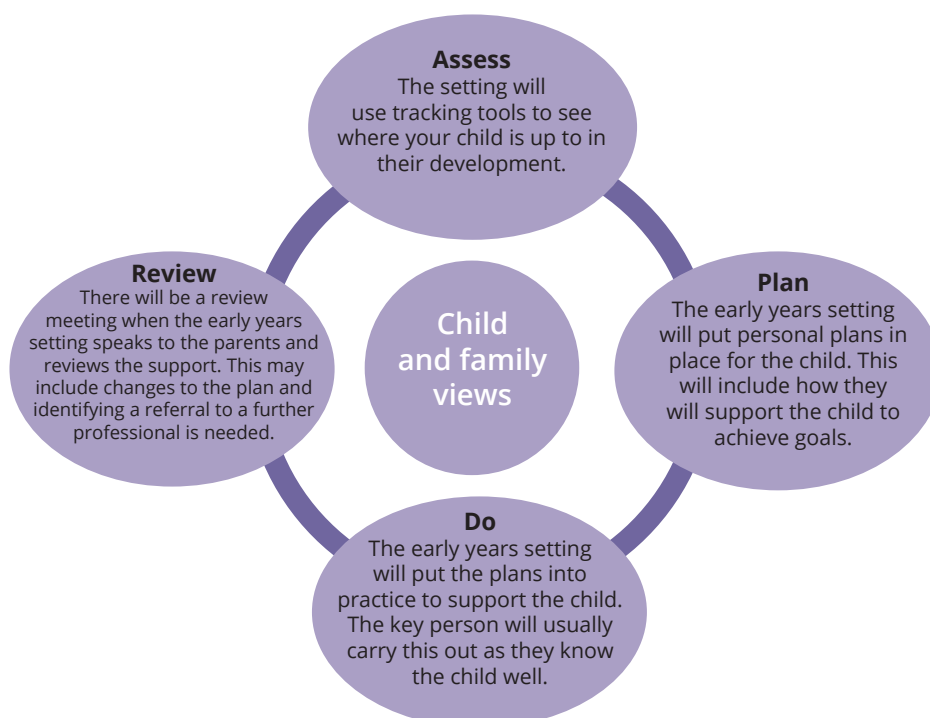 Assess
The setting will
use tracking tools to see
where your child is up to in
their development.
Plan
The early years setting
will put personal plans in
place for the child. This
will include how they
will support the child to
achieve goals.
Do
The early years setting
will put the plans into
practice to support the child.
The key person will usually
carry this out as they know
the child well.
Review
There will be a review
meeting when the early years
setting speaks to the parents and
reviews the support. This may
include changes to the plan and
identifying a referral to a further
professional is needed.
Child
and family
views